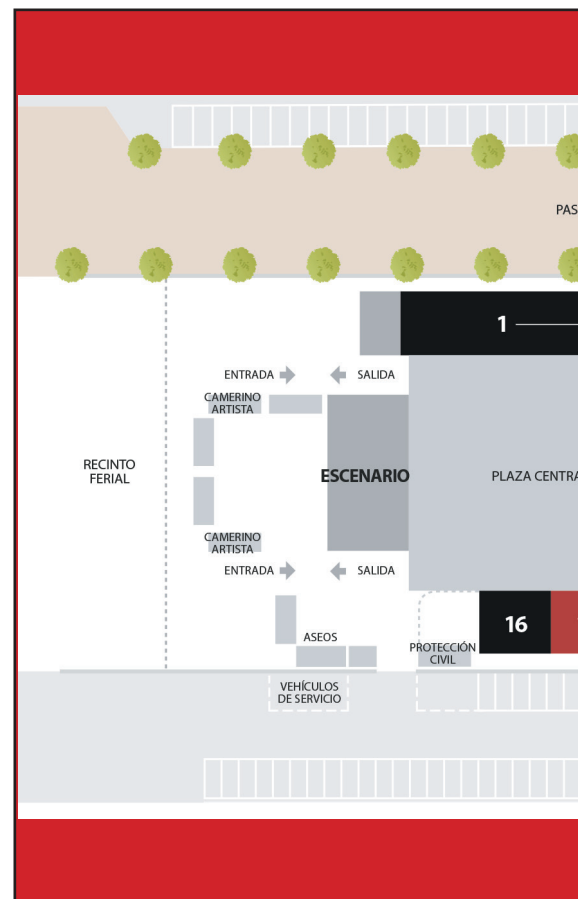 PAS
1
ENTRADA
SALIDA
CAMERINO
ARTISTA
RECINTO
FERIAL
ESCENARIO
PLAZA CENTRA
CAMERINO
ARTISTA
ENTRADA
SALIDA
16
ASEOS
PROTECCIÓN
CIVIL
VEHÍCULOS
DE SERVICIO